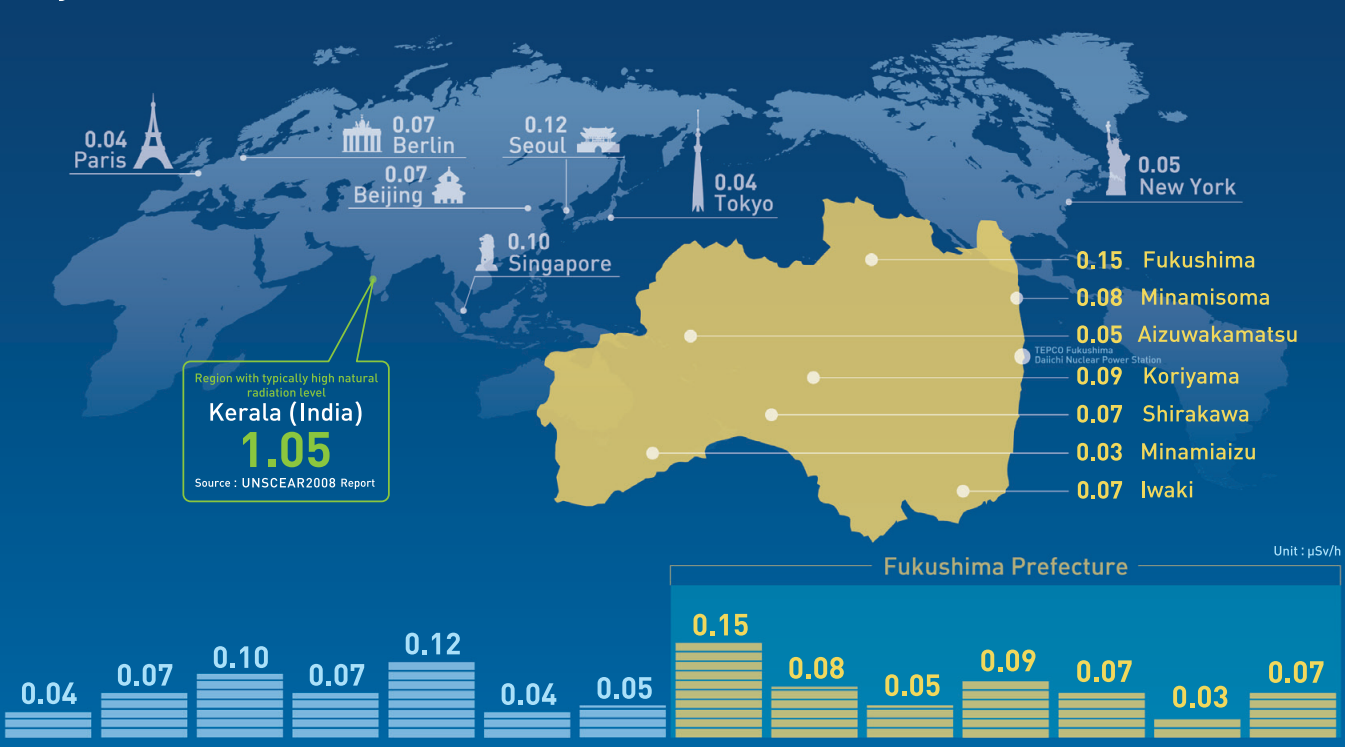 0.04
Paris
0.07
Berlin
0.12
Seoul
0.07
Beijing
0.04
Tokyo
0.05
New York
0.10
Singapore
0.15 Fukushima
0.08 Minamisoma
0.05 Aizuwakamatsu
TEPCO Fukushima
Daiichi Nuclear Power Station
0.09 Koriyama
0.07 Shirakawa
0.03 Minamiaizu
0.07 Iwaki
Region with typically high natural
radiation level
Kerala (India)
1.05
Source : UNSCEAR2008 Report
Unit : µSv/h
Fukushima Prefecture
0.04
0.07
0.10
0.07
0.12
0.04
0.05
0.15
0.08
0.05
0.09
0.07
0.03
0.07